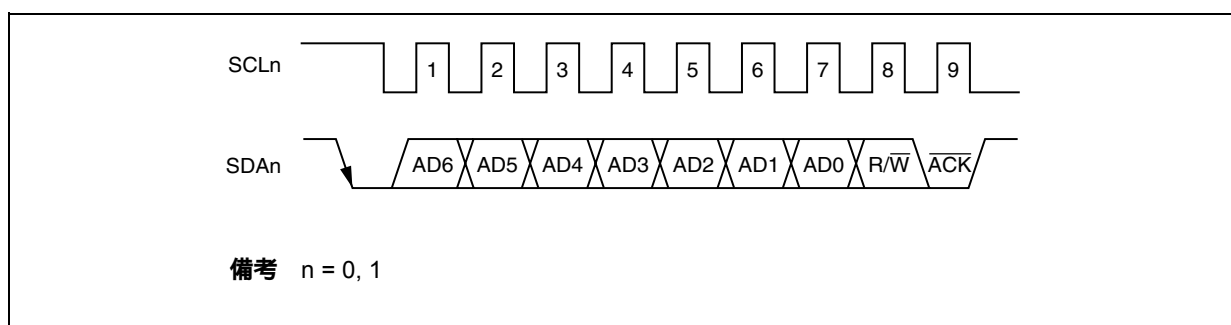 SCLn 1 2 3 4 5 6 7 8 9
SDAn AD6 AD5 AD4 AD3 AD2 AD1 AD0 R/W̅ A̅C̅K̅
備考 n = 0, 1